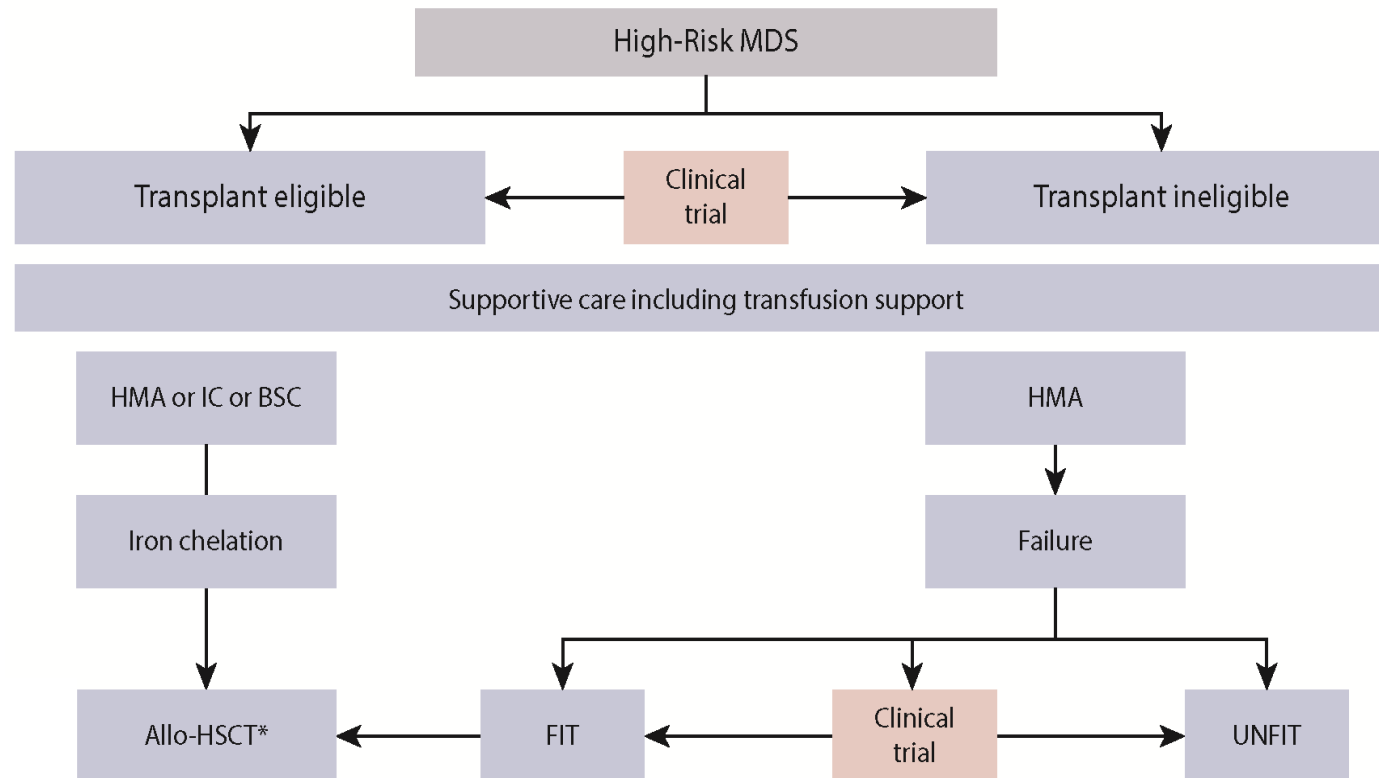 High-Risk MDS
Transplant eligible
Clinical
trial
Transplant ineligible
Supportive care including transfusion support
HMA or IC or BSC
HMA
Iron chelation
Failure
Allo-HSCT*
FIT
Clinical
trial
UNFIT